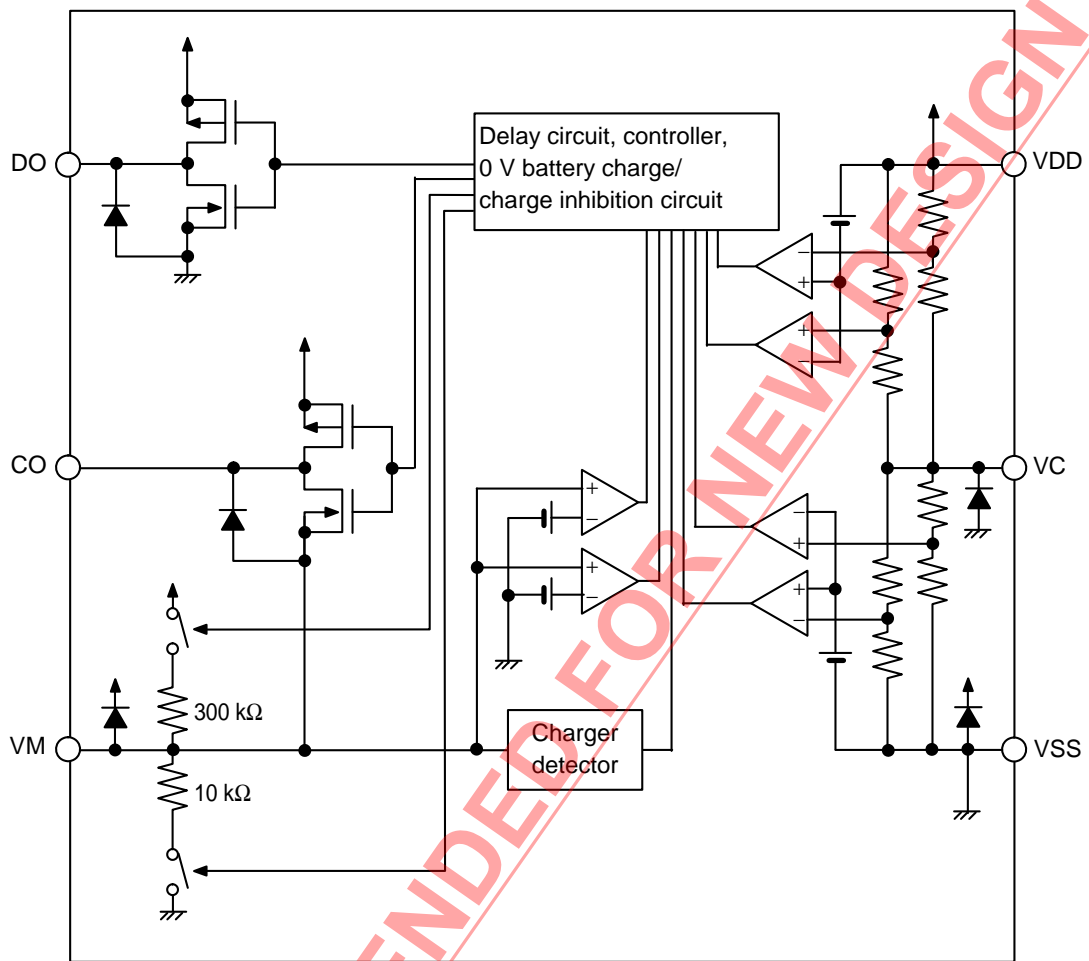 Delay circuit, controller,
0 V battery charge/
charge inhibition circuit
DO
VDD
−
+
+
−
CO
VC
+
−
+
−
−
+
+
−
300 kΩ
VM
Charger
detector
VSS
10 kΩ
ENDED FOR NEW DESIGN